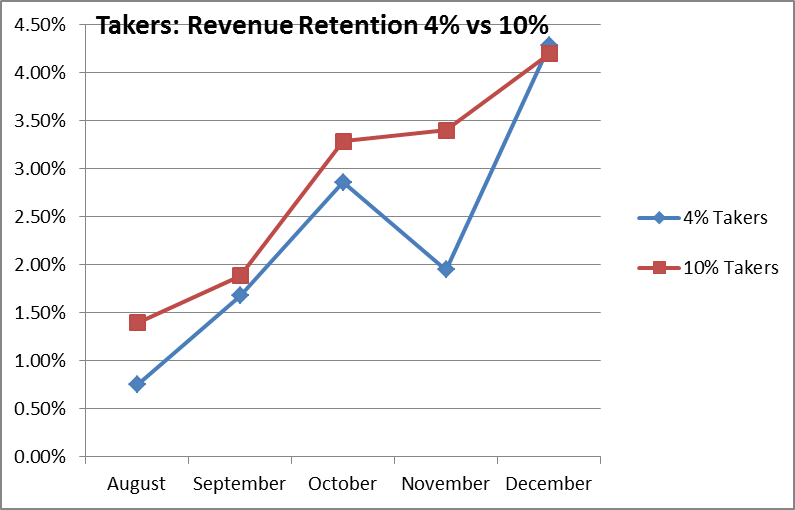 Takers: Revenue Retention 4% vs 10%
4.50%
4.00%
3.50%
3.00%
2.50%
2.00%
1.50%
1.00%
0.50%
0.00%
August September October November December
4% Takers
10% Takers